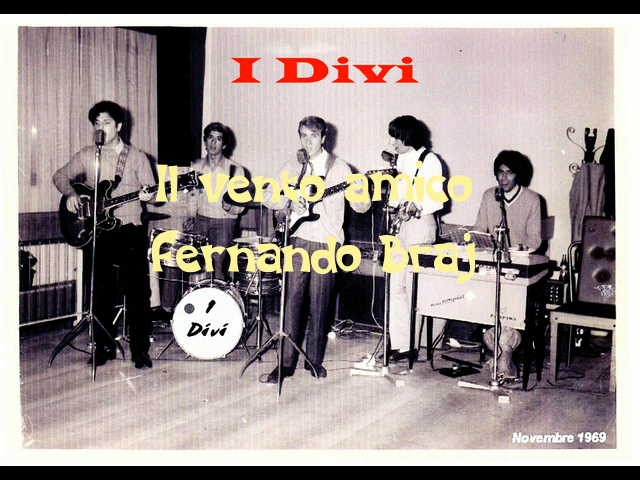 I Divi
Il vento amico
Fernando Braj
I
Divi
Novembre 1969